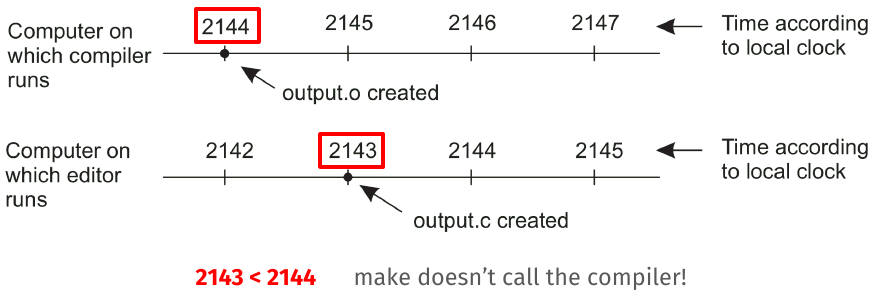 Computer on
which compiler
runs
2144 2145 2146 2147
Time according
to local clock
output.o created
Computer on
which editor
runs
2142 2143 2144 2145
Time according
to local clock
output.c created
2143 < 2144 make doesn’t call the compiler!